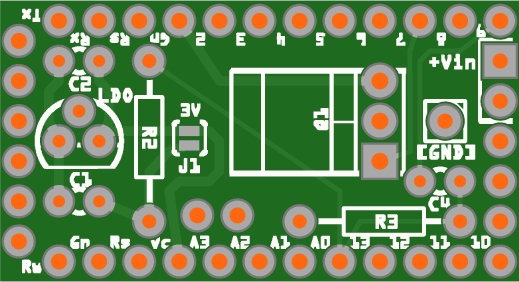 Tx Rx Rs Gn 2 3 4 5 6 7 8 9
+Vin
C2
LDO
3V
R2
J1
[GND]
C1
C4
R3
Gn Rs Vc A3 A2 A1 A0 13 12 11 10
Rw